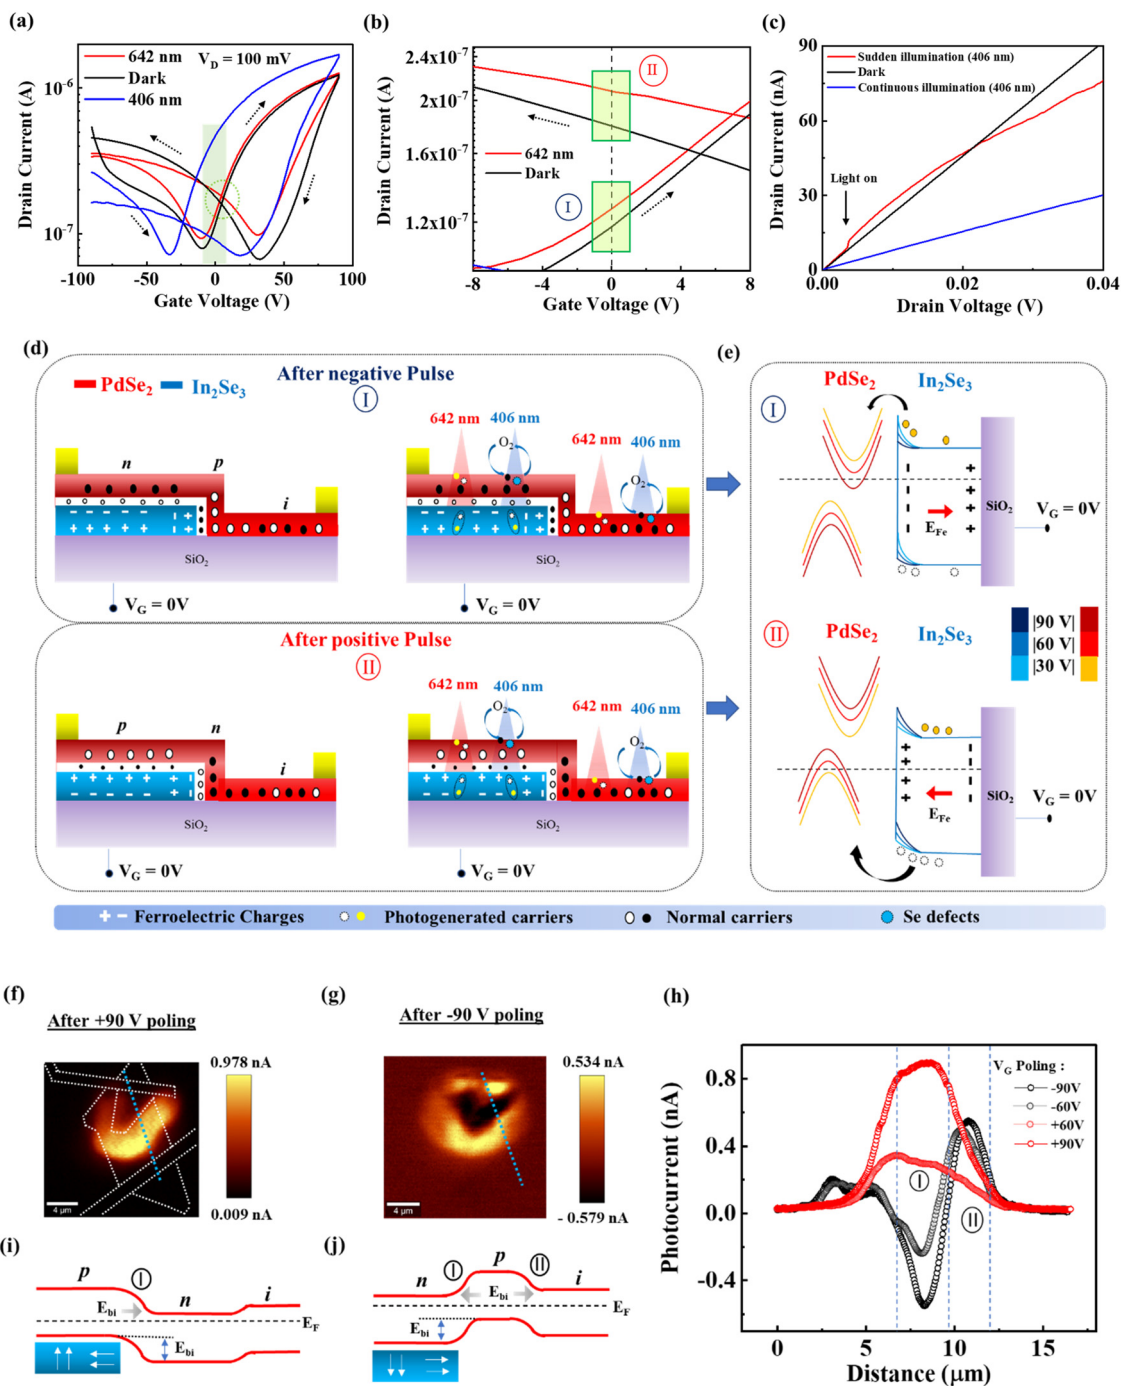 (a)
642 nm
Dark
406 nm
V_D = 100 mV
10⁻⁶
10⁻⁷
Drain Current (A)
-100 -50 0 50 100
Gate Voltage (V)
(b)
2.4x10⁻⁷
2x10⁻⁷
1.6x10⁻⁷
1.2x10⁻⁷
Drain Current (A)
II
642 nm
Dark
I
-8 -4 0 4 8
Gate Voltage (V)
(c)
90
60
30
0
Drain Current (nA)
Sudden illumination (406 nm)
Dark
Continuous illumination (406 nm)
Light on
0.00 0.02 0.04
Drain Voltage (V)
(d)
PdSe₂ In₂Se₃
After negative Pulse
I
n p i
SiO₂
V_G = 0V
642 nm 406 nm
O₂
642 nm 406 nm
O₂
SiO₂
V_G = 0V
After positive Pulse
II
p n i
SiO₂
V_G = 0V
642 nm 406 nm
O₂
642 nm 406 nm
O₂
SiO₂
V_G = 0V
(e)
PdSe₂ In₂Se₃
I
E_Fe
SiO₂
V_G = 0V
II
PdSe₂ In₂Se₃
|90 V|
|60 V|
|30 V|
E_Fe
SiO₂
V_G = 0V
+ − Ferroelectric Charges Photogenerated carriers Normal carriers Se defects
(f)
After +90 V poling
0.978 nA
0.009 nA
4 µm
(g)
After -90 V poling
0.534 nA
- 0.579 nA
4 µm
(h)
0.8
0.4
0.0
-0.4
Photocurrent (nA)
V_G Poling :
-90V
-60V
+60V
+90V
I
II
0 5 10 15
Distance (µm)
(i)
p I n i
E_bi
E_F
E_bi
(j)
n I p II i
E_bi
E_F
E_bi